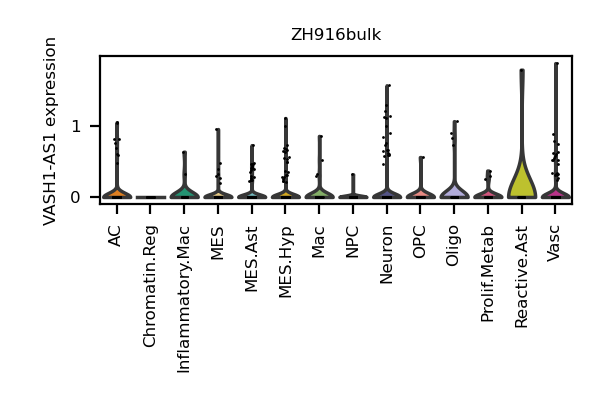 ZH916bulk
VASH1-AS1 expression
1
0
AC
Chromatin.Reg
Inflammatory.Mac
MES
MES.Ast
MES.Hyp
Mac
NPC
Neuron
OPC
Oligo
Prolif.Metab
Reactive.Ast
Vasc